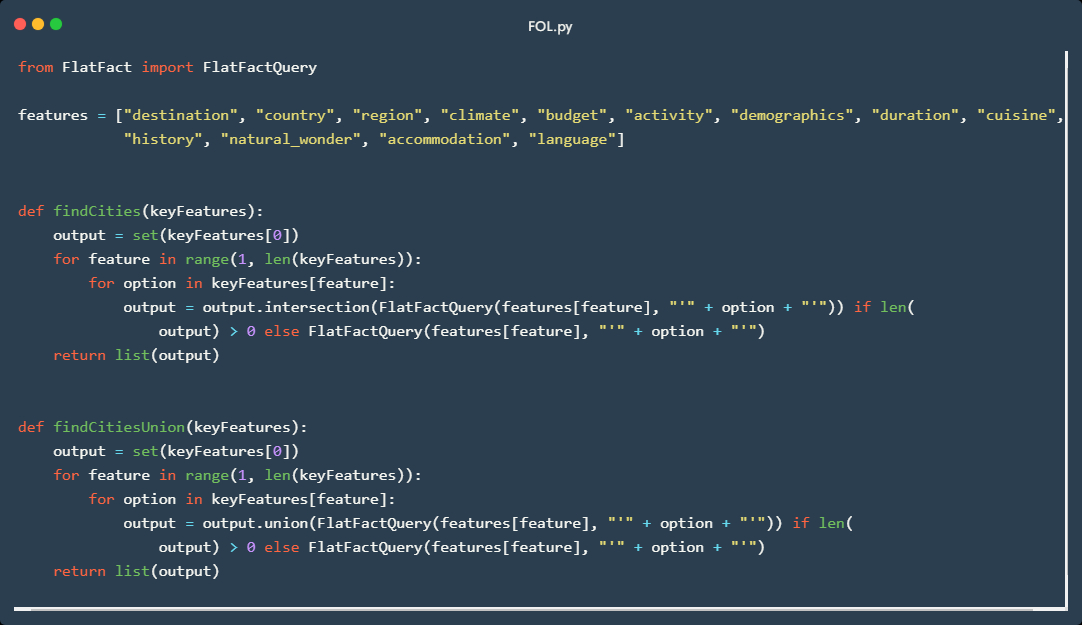 FOL.py
from FlatFact import FlatFactQuery
features = ["destination", "country", "region", "climate", "budget", "activity", "demographics", "duration", "cuisine",
"history", "natural_wonder", "accommodation", "language"]
def findCities(keyFeatures):
output = set(keyFeatures[0])
for feature in range(1, len(keyFeatures)):
for option in keyFeatures[feature]:
output = output.intersection(FlatFactQuery(features[feature], "'" + option + "'")) if len(
output) > 0 else FlatFactQuery(features[feature], "'" + option + "'")
return list(output)
def findCitiesUnion(keyFeatures):
output = set(keyFeatures[0])
for feature in range(1, len(keyFeatures)):
for option in keyFeatures[feature]:
output = output.union(FlatFactQuery(features[feature], "'" + option + "'")) if len(
output) > 0 else FlatFactQuery(features[feature], "'" + option + "'")
return list(output)